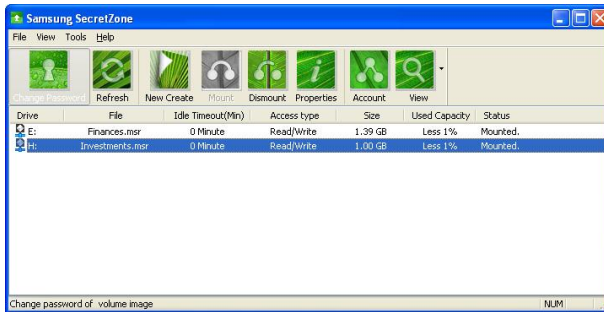 Samsung SecretZone
File View Tools Help
Change Password Refresh New Create Mount Dismount Properties Account View
Drive File Idle Timeout(Min) Access type Size Used Capacity Status
E: Finances.msr 0 Minute Read/Write 1.39 GB Less 1% Mounted.
H: Investments.msr 0 Minute Read/Write 1.00 GB Less 1% Mounted.
Change password of volume image NUM